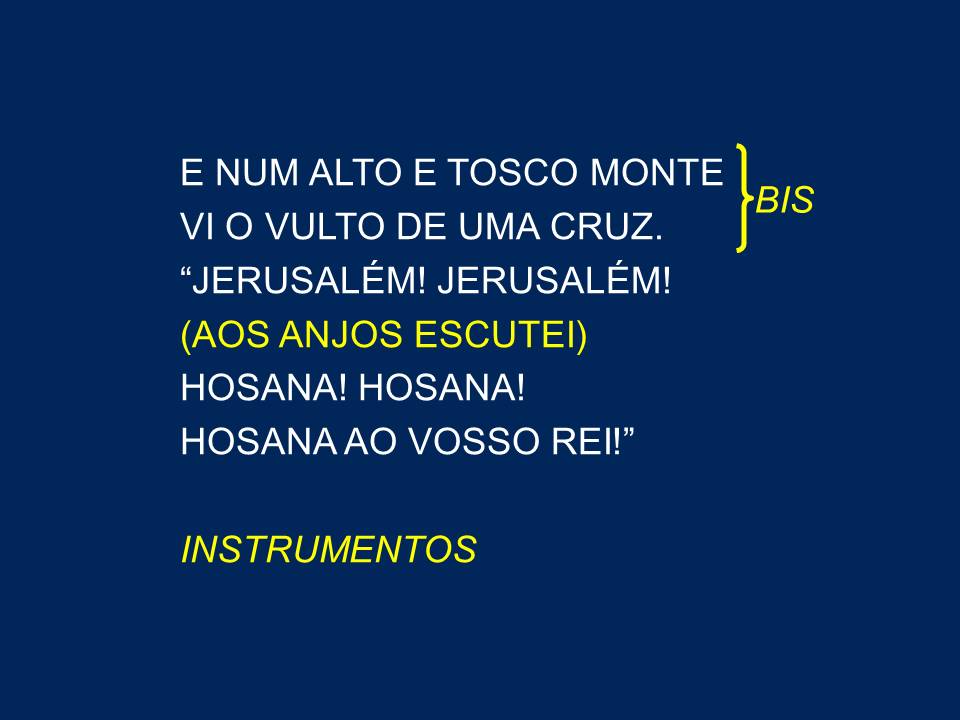 E NUM ALTO E TOSCO MONTE
BIS
VI O VULTO DE UMA CRUZ.
“JERUSALÉM! JERUSALÉM!
(AOS ANJOS ESCUTEI)
HOSANA! HOSANA!
HOSANA AO VOSSO REI!”
INSTRUMENTOS